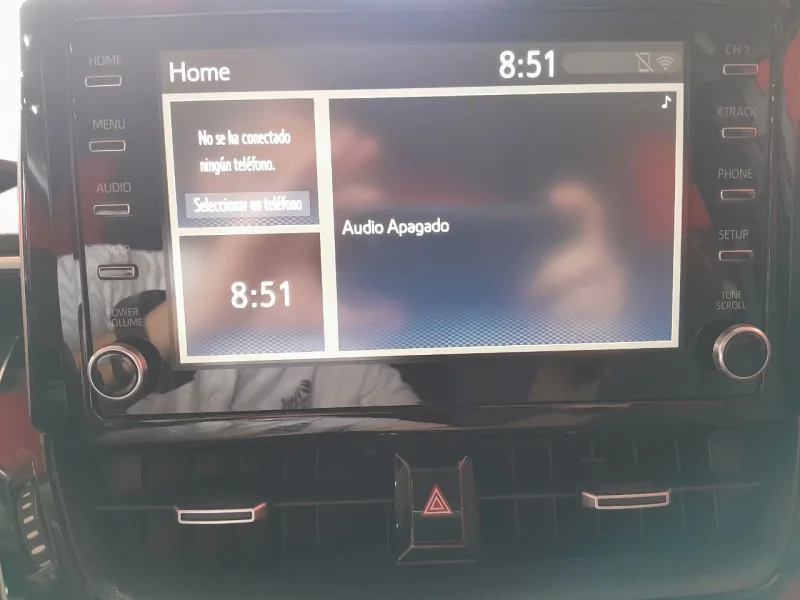 HOME
MENU
AUDIO
MAP
POWER
VOLUME
Home
8:51
No se ha conectado
ningún teléfono.
Seleccionar un teléfono
8:51
Audio Apagado
CH >
<TRACK
PHONE
SETUP
TUNE
SCROLL